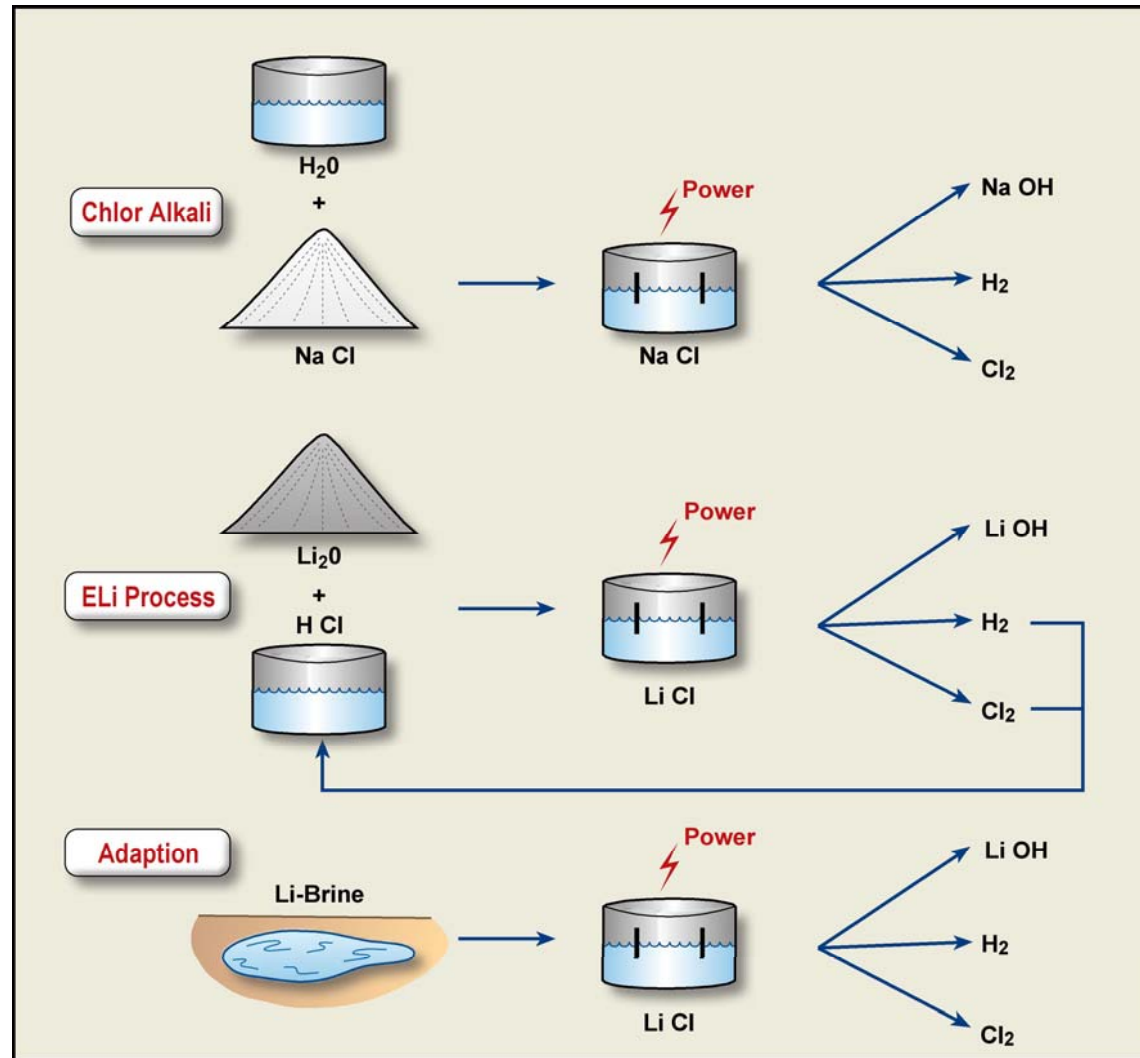 H₂0
Chlor Alkali
+
Na Cl
Power
Na Cl
Na OH
H₂
Cl₂
Li₂0
ELi Process
+
H Cl
Power
Li Cl
Li OH
H₂
Cl₂
Adaption
Li-Brine
Power
Li Cl
Li OH
H₂
Cl₂